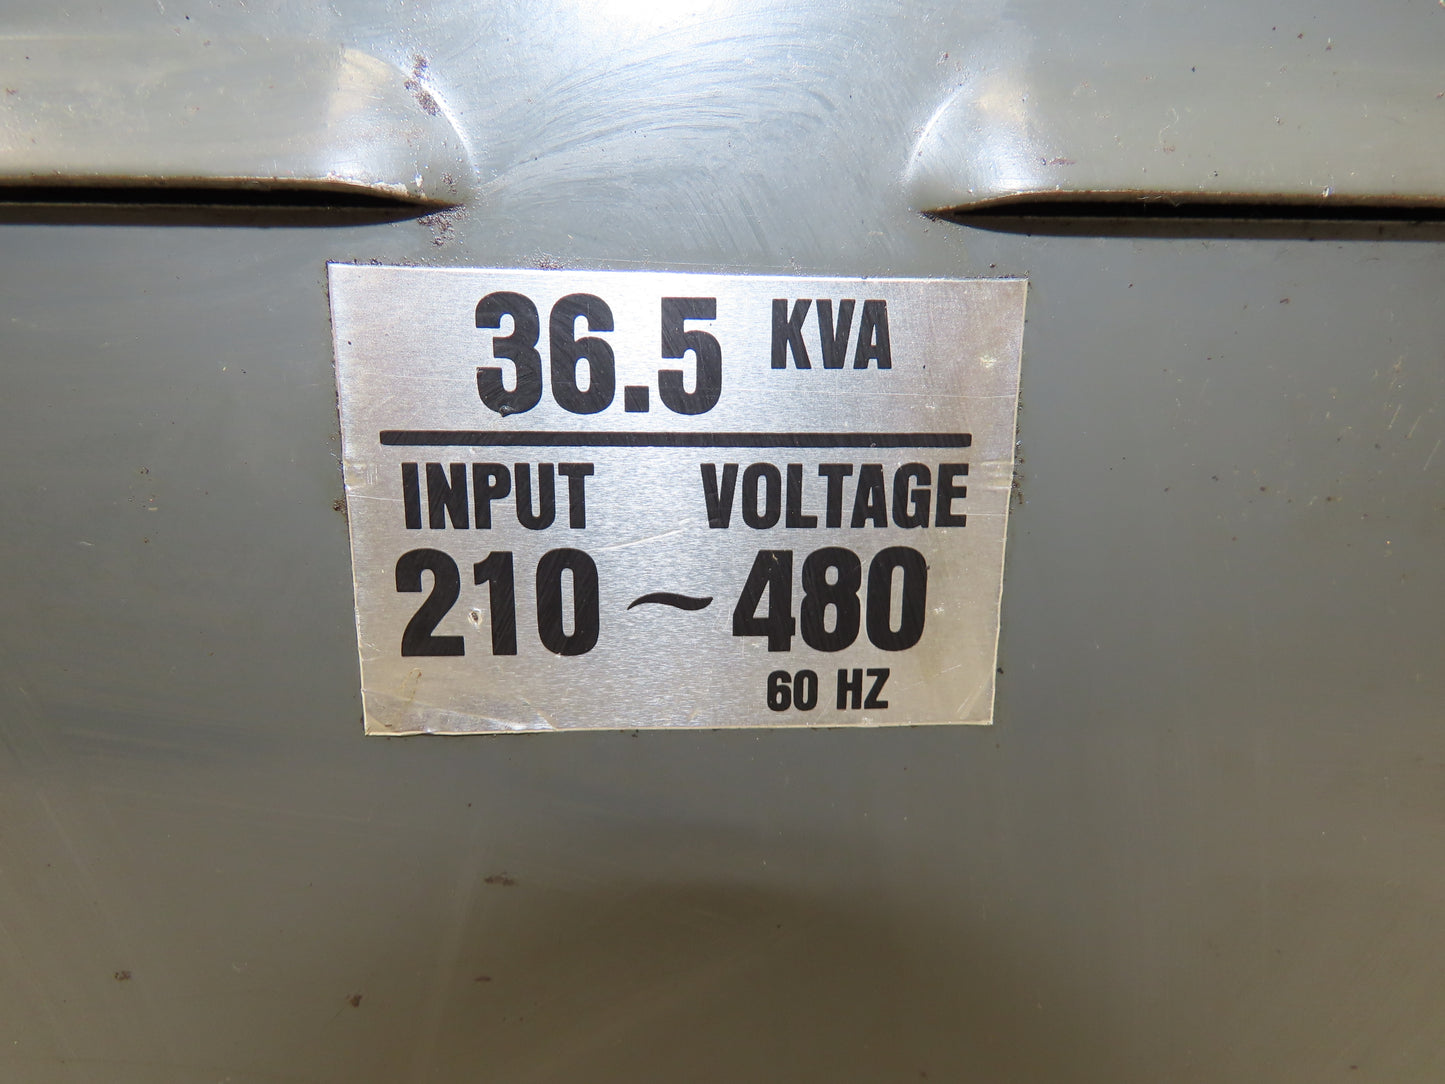 36.5 KVA
INPUT VOLTAGE
210 ~ 480
60 HZ